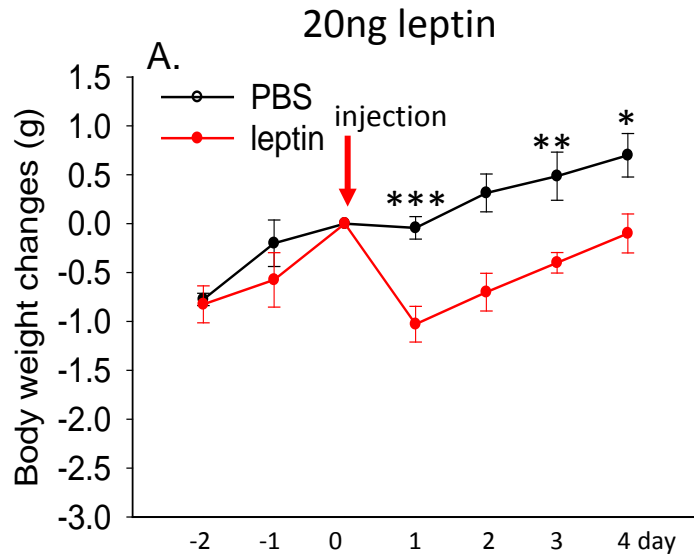 20ng leptin
A.
PBS
leptin
injection
Body weight changes (g)
1.5
1.0
0.5
0.0
-0.5
-1.0
-1.5
-2.0
-2.5
-3.0
***
**
*
-2 -1 0 1 2 3 4 day